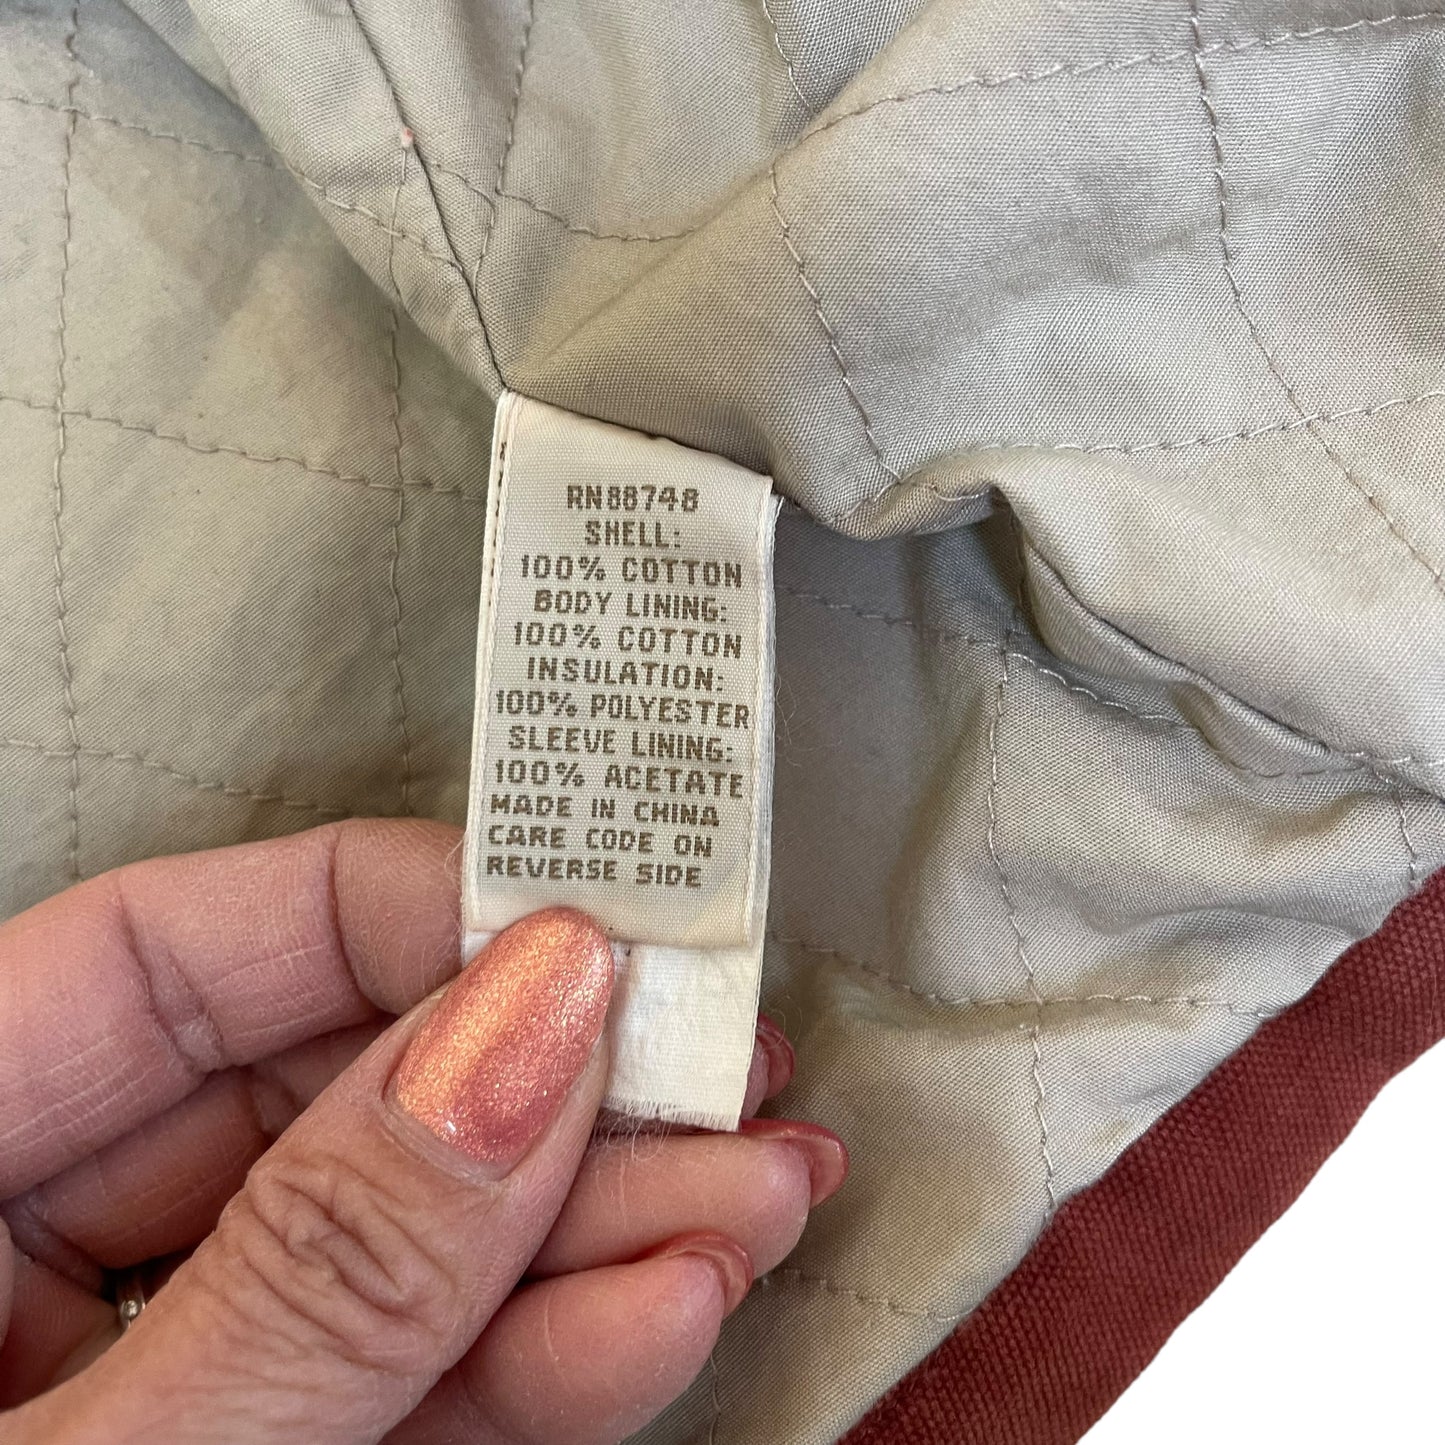 RN88748
SHELL:
100% COTTON
BODY LINING:
100% COTTON
INSULATION:
100% POLYESTER
SLEEVE LINING:
100% ACETATE
MADE IN CHINA
CARE CODE ON
REVERSE SIDE